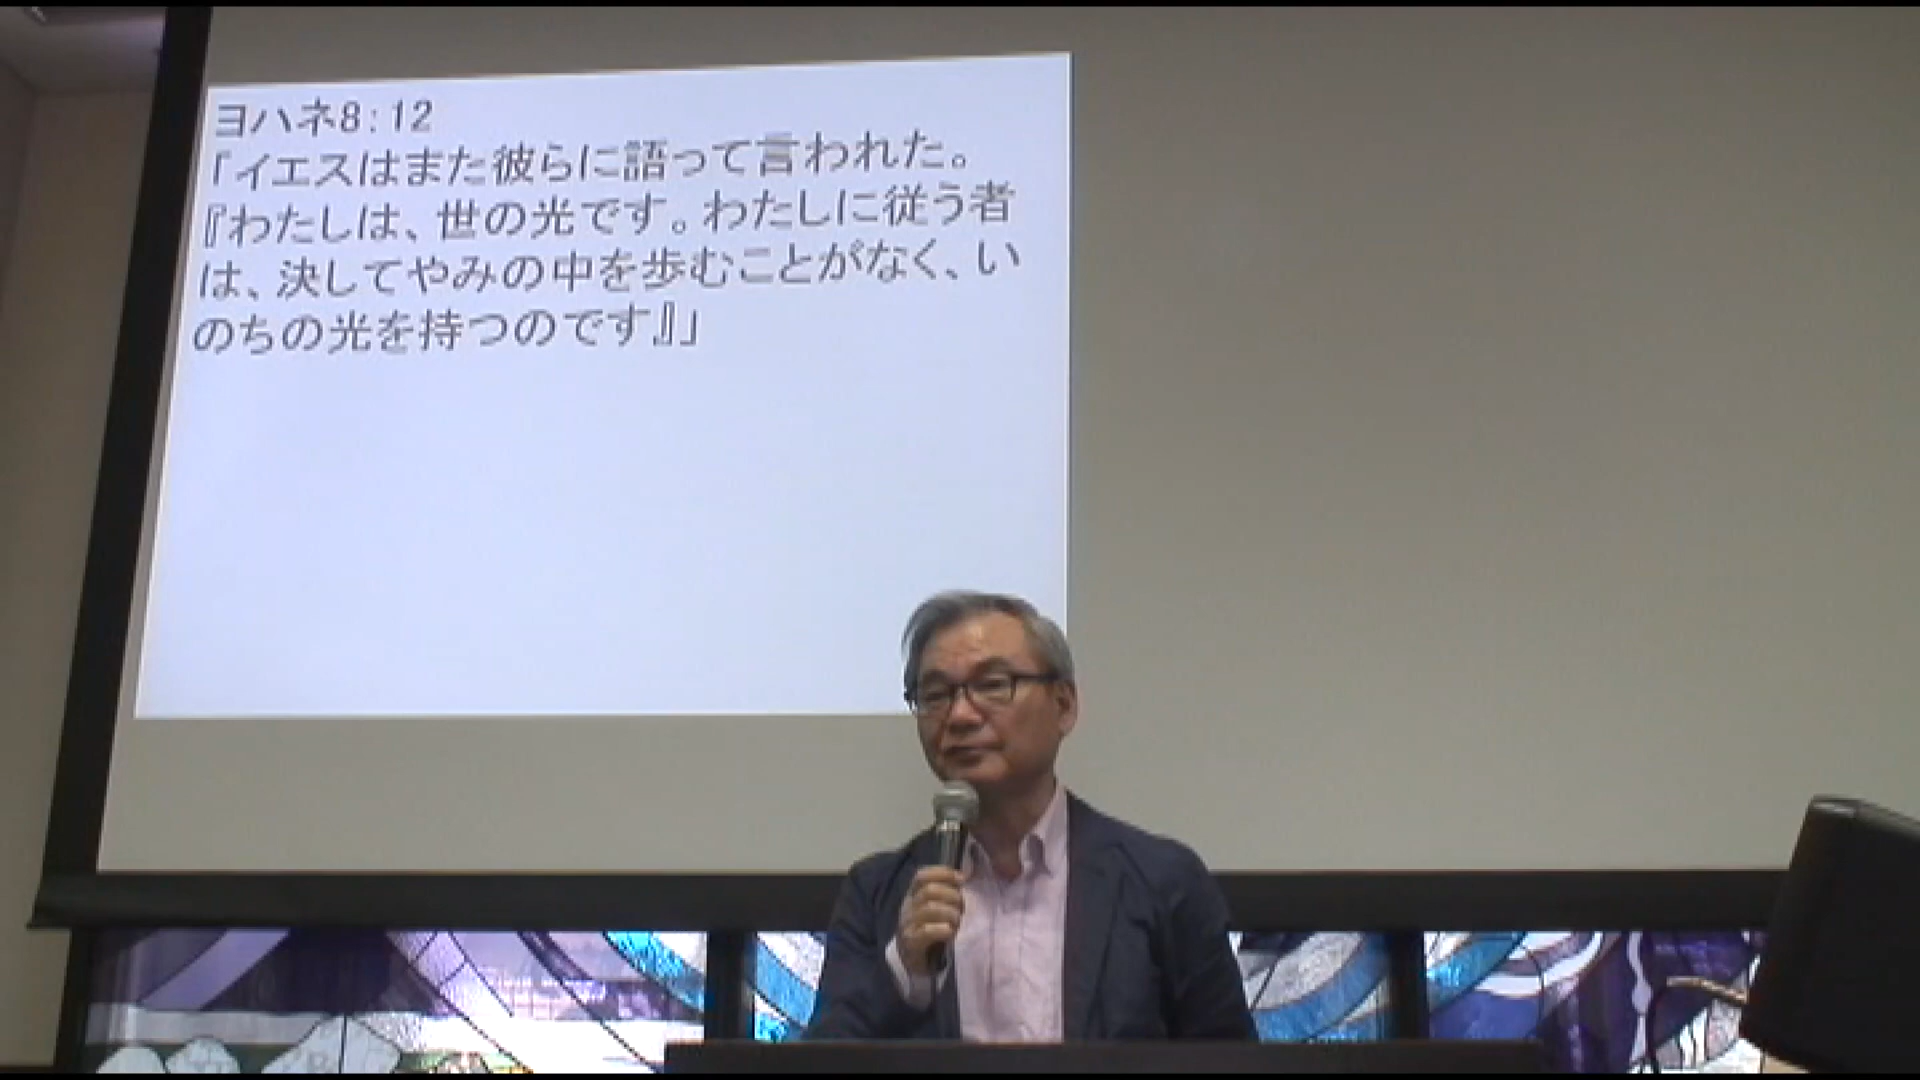 ヨハネ8:12
「イエスはまた彼らに語って言われた。
『わたしは、世の光です。わたしに従う者
は、決してやみの中を歩むことがなく、い
のちの光を持つのです』」